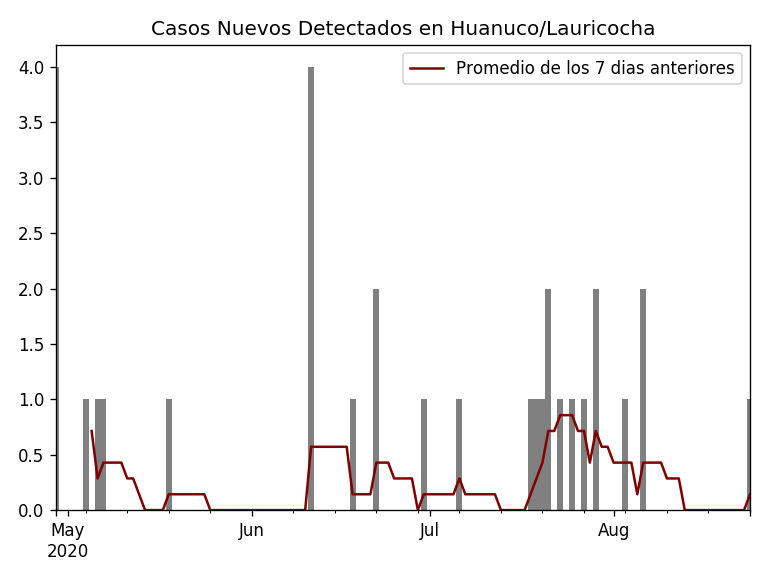 Casos Nuevos Detectados en Huanuco/Lauricocha
Promedio de los 7 dias anteriores
4.0
3.5
3.0
2.5
2.0
1.5
1.0
0.5
0.0
May
2020
Jun
Jul
Aug